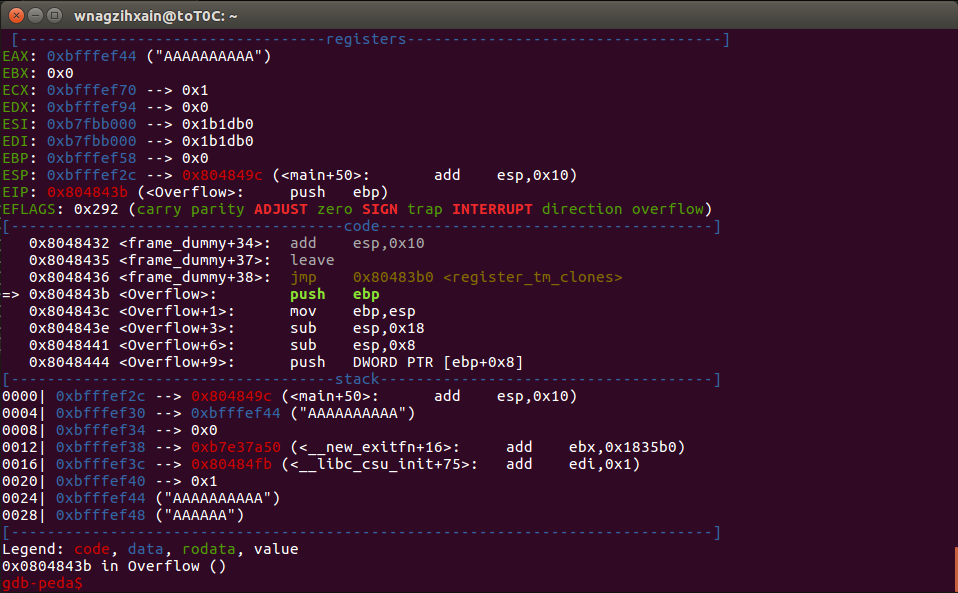 wnagzihxain@toT0C: ~
[----------------------------------registers-----------------------------------]
EAX: 0xbfffef44 ("AAAAAAAAAA")
EBX: 0x0
ECX: 0xbfffef70 --> 0x1
EDX: 0xbfffef94 --> 0x0
ESI: 0xb7fbb000 --> 0x1b1db0
EDI: 0xb7fbb000 --> 0x1b1db0
EBP: 0xbfffef58 --> 0x0
ESP: 0xbfffef2c --> 0x804849c (<main+50>:       add    esp,0x10)
EIP: 0x804843b (<Overflow>:     push   ebp)
EFLAGS: 0x292 (carry parity ADJUST zero SIGN trap INTERRUPT direction overflow)
[-------------------------------------code-------------------------------------]
   0x8048432 <frame_dummy+34>:  add    esp,0x10
   0x8048435 <frame_dummy+37>:  leave
   0x8048436 <frame_dummy+38>:  jmp    0x80483b0 <register_tm_clones>
=> 0x804843b <Overflow>:        push   ebp
   0x804843c <Overflow+1>:      mov    ebp,esp
   0x804843e <Overflow+3>:      sub    esp,0x18
   0x8048441 <Overflow+6>:      sub    esp,0x8
   0x8048444 <Overflow+9>:      push   DWORD PTR [ebp+0x8]
[------------------------------------stack-------------------------------------]
0000| 0xbfffef2c --> 0x804849c (<main+50>:      add    esp,0x10)
0004| 0xbfffef30 --> 0xbfffef44 ("AAAAAAAAAA")
0008| 0xbfffef34 --> 0x0
0012| 0xbfffef38 --> 0xb7e37a50 (<__new_exitfn+16>:     add    ebx,0x1835b0)
0016| 0xbfffef3c --> 0x80484fb (<__libc_csu_init+75>:   add    edi,0x1)
0020| 0xbfffef40 --> 0x1
0024| 0xbfffef44 ("AAAAAAAAAA")
0028| 0xbfffef48 ("AAAAAA")
[------------------------------------------------------------------------------]
Legend: code, data, rodata, value
0x0804843b in Overflow ()
gdb-peda$